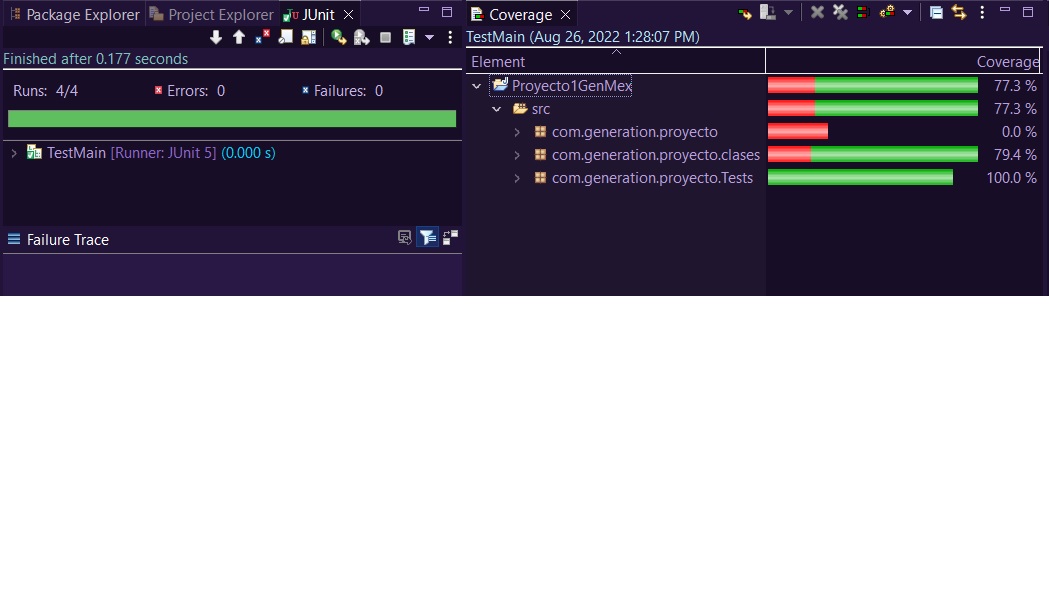 Package Explorer Project Explorer JUnit
Finished after 0.177 seconds
Runs: 4/4 Errors: 0 Failures: 0
TestMain [Runner: JUnit 5] (0.000 s)
Failure Trace
Coverage
TestMain (Aug 26, 2022 1:28:07 PM)
Element Coverage
Proyecto1GenMex 77.3 %
src 77.3 %
com.generation.proyecto 0.0 %
com.generation.proyecto.clases 79.4 %
com.generation.proyecto.Tests 100.0 %